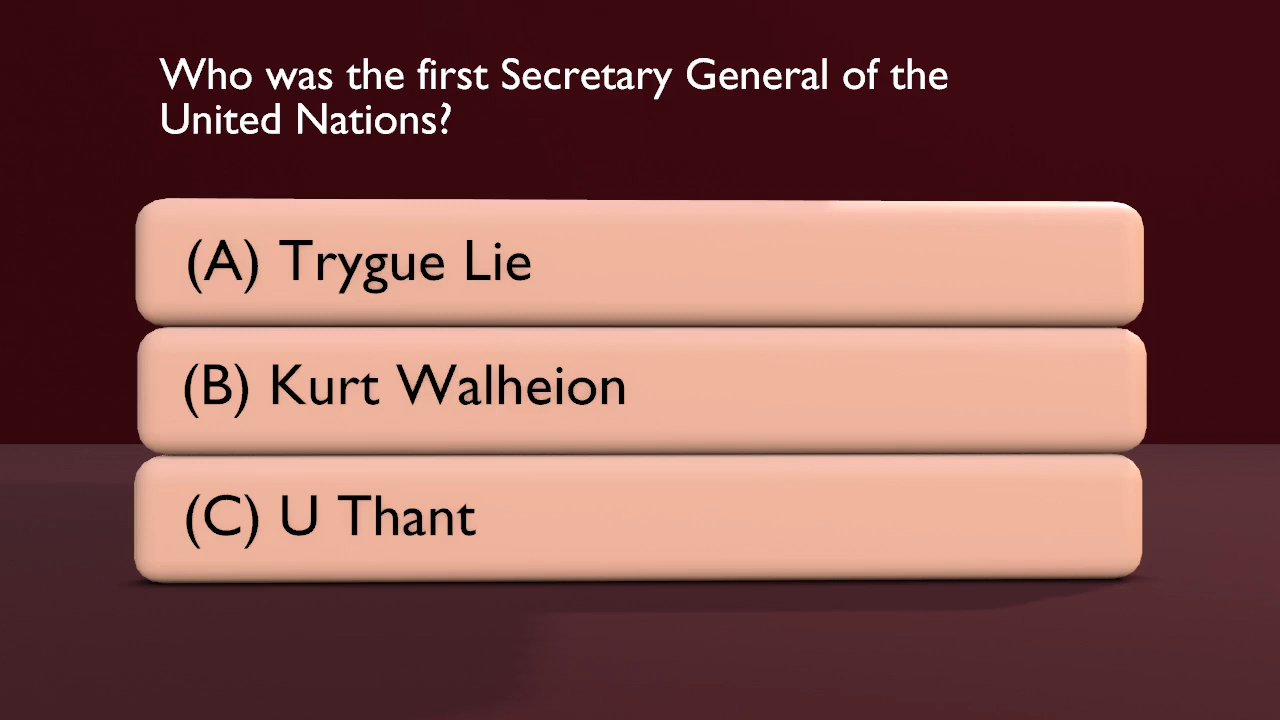 Who was the first Secretary General of the
United Nations?
(A) Trygue Lie
(B) Kurt Walheion
(C) U Thant